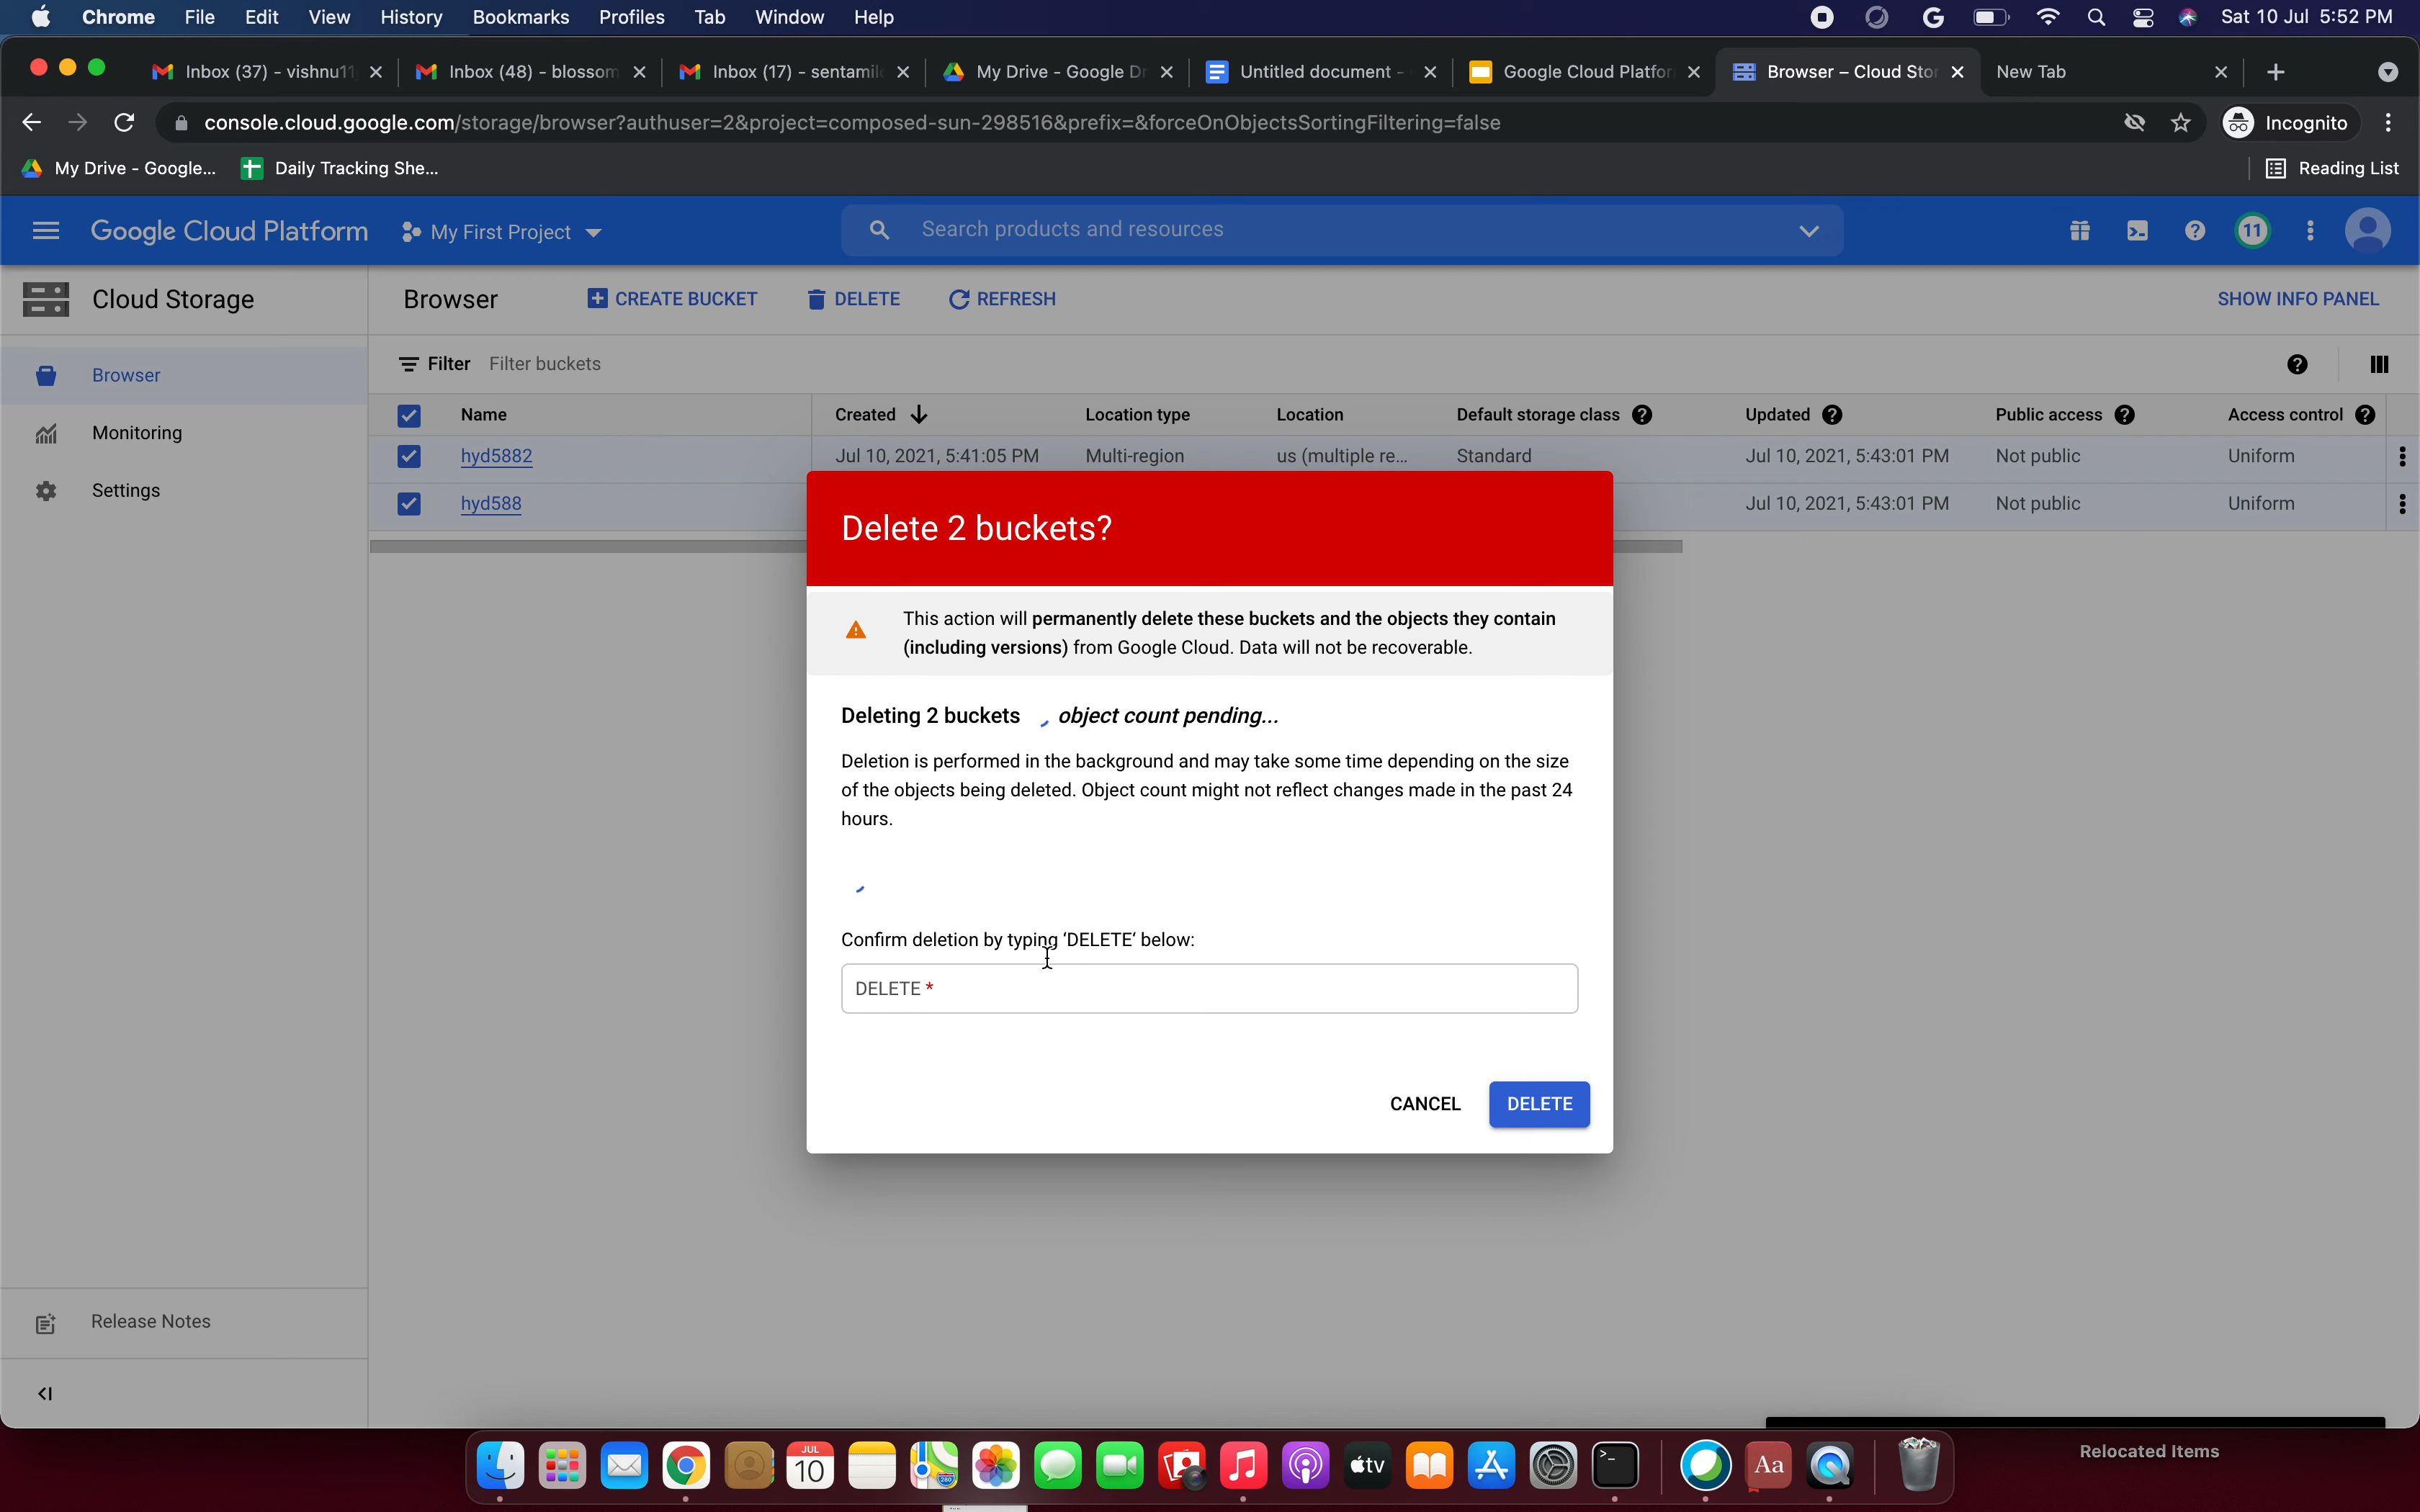 Chrome File Edit View History Bookmarks Profiles Tab Window Help Sat 10 Jul 5:52 PM
Inbox (37) - vishnu11 Inbox (48) - blossom Inbox (17) - sentamil My Drive - Google Dr Untitled document - Google Cloud Platfor Browser – Cloud Stor New Tab
console.cloud.google.com/storage/browser?authuser=2&project=composed-sun-298516&prefix=&forceOnObjectsSortingFiltering=false Incognito
My Drive - Google... Daily Tracking She... Reading List
Google Cloud Platform My First Project Search products and resources 11
Cloud Storage Browser CREATE BUCKET DELETE REFRESH SHOW INFO PANEL
Browser
Monitoring
Settings
Filter Filter buckets
Name Created Location type Location Default storage class Updated Public access Access control
hyd5882 Jul 10, 2021, 5:41:05 PM Multi-region us (multiple re... Standard Jul 10, 2021, 5:43:01 PM Not public Uniform
hyd588 Jul 10, 2021, 5:43:01 PM Not public Uniform
Delete 2 buckets?
This action will permanently delete these buckets and the objects they contain
(including versions) from Google Cloud. Data will not be recoverable.
Deleting 2 buckets object count pending...
Deletion is performed in the background and may take some time depending on the size
of the objects being deleted. Object count might not reflect changes made in the past 24
hours.
Confirm deletion by typing ‘DELETE‘ below:
DELETE *
CANCEL DELETE
Release Notes
JUL
10
280
tv
Aa
Relocated Items